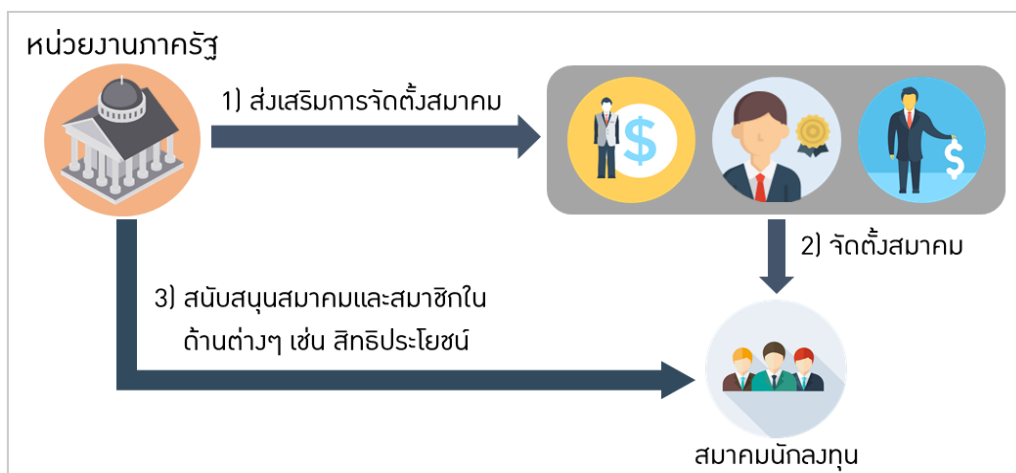 หน่วยงานภาครัฐ
1) ส่งเสริมการจัดตั้งสมาคม
2) จัดตั้งสมาคม
3) สนับสนุนสมาคมและสมาชิกใน
ด้านต่างๆ เช่น สิทธิประโยชน์
สมาคมนักลงทุน